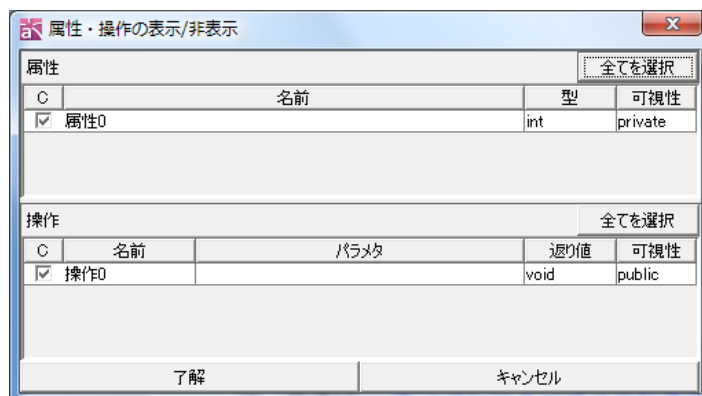 属性・操作の表示/非表示
属性 全てを選択
C 名前 型 可視性
属性0 int private
操作 全てを選択
C 名前 パラメタ 返り値 可視性
操作0 void public
了解 キャンセル